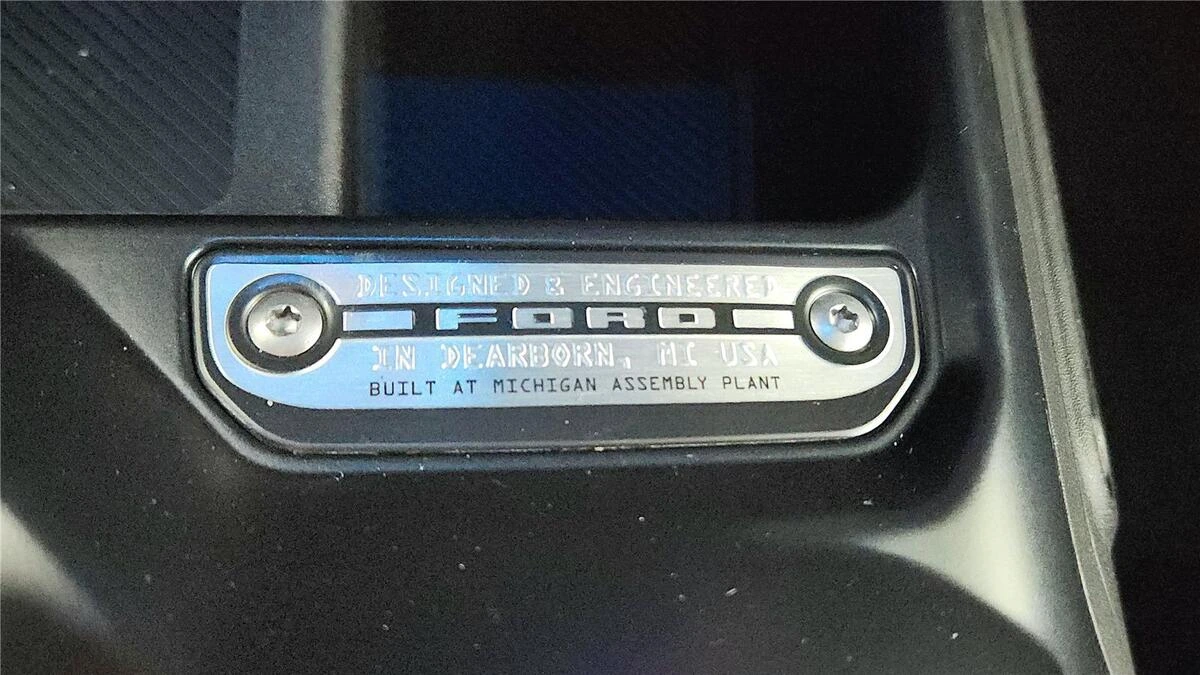 DESIGNED & ENGINEERED
FORD
IN DEARBORN, MI USA
BUILT AT MICHIGAN ASSEMBLY PLANT